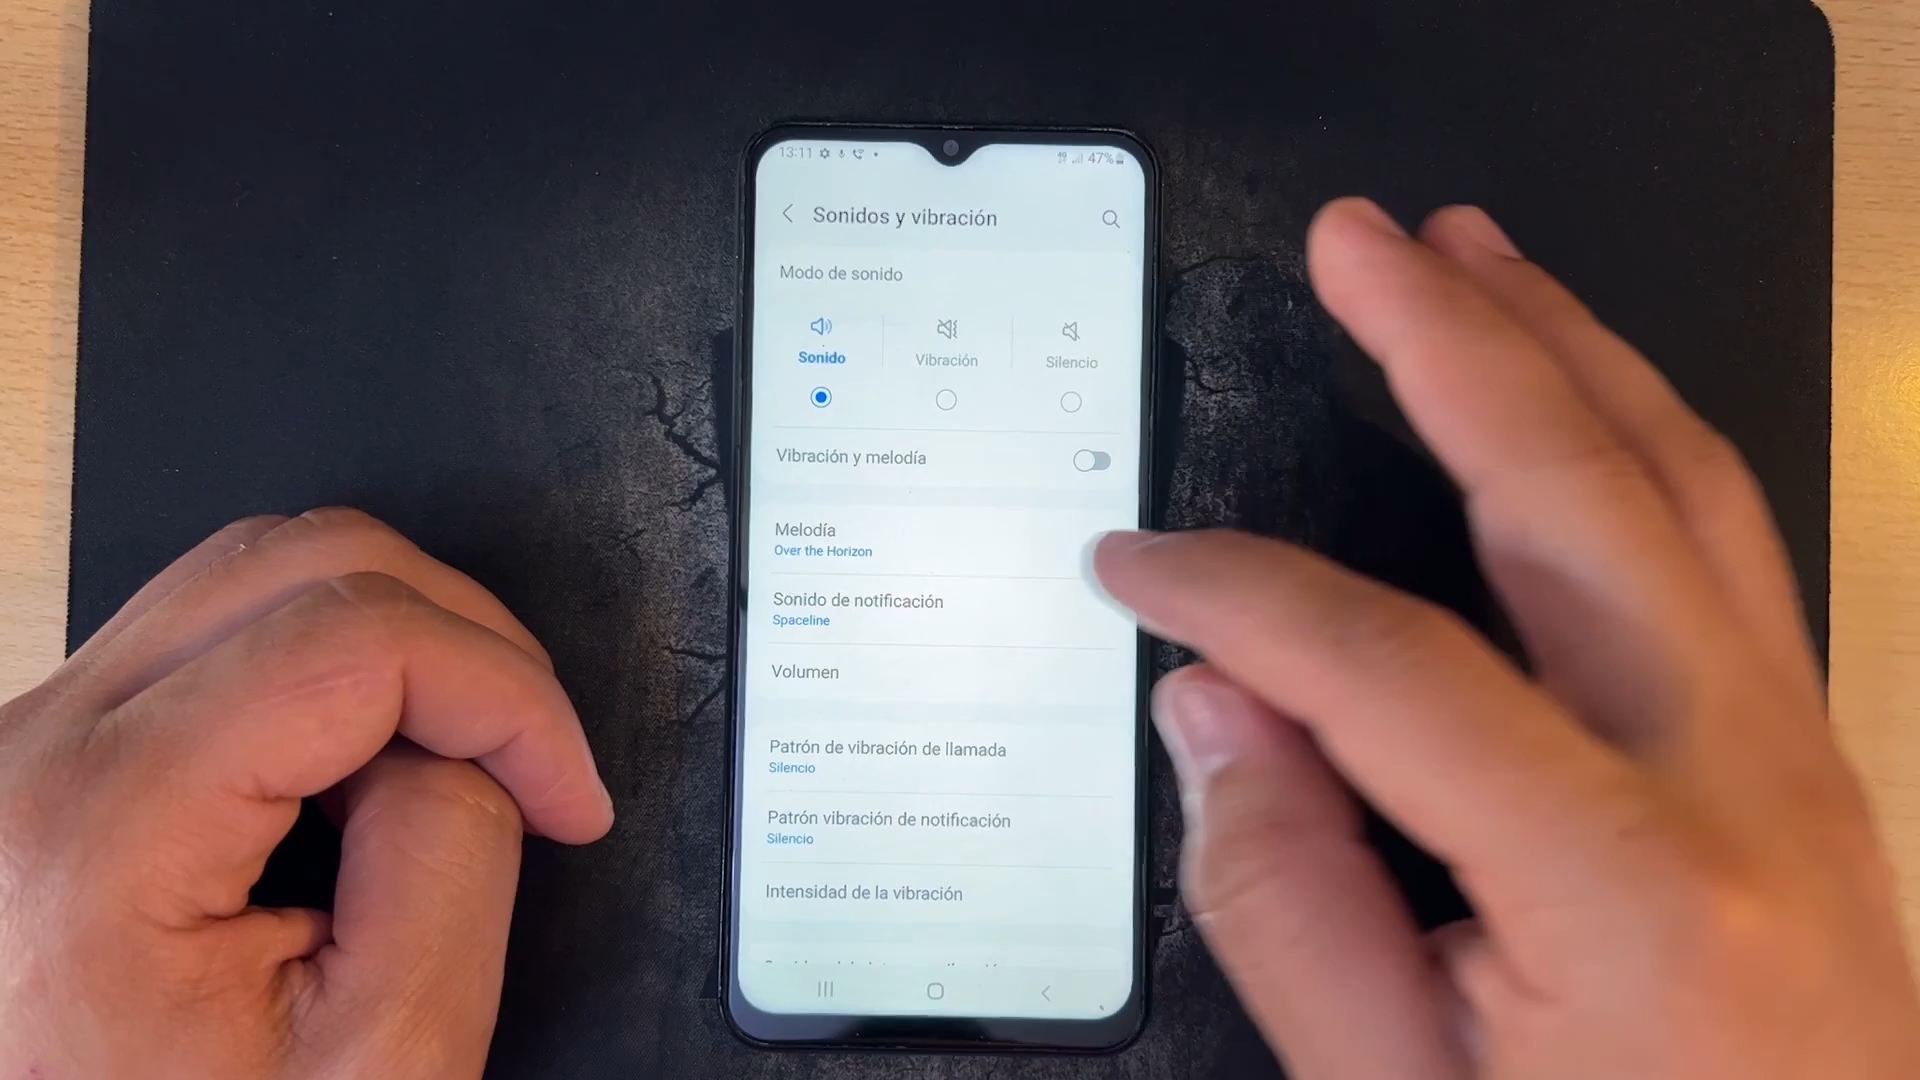 13:11
47%
Sonidos y vibración
Modo de sonido
Sonido
Vibración
Silencio
Vibración y melodía
Melodía
Over the Horizon
Sonido de notificación
Spaceline
Volumen
Patrón de vibración de llamada
Silencio
Patrón vibración de notificación
Silencio
Intensidad de la vibración